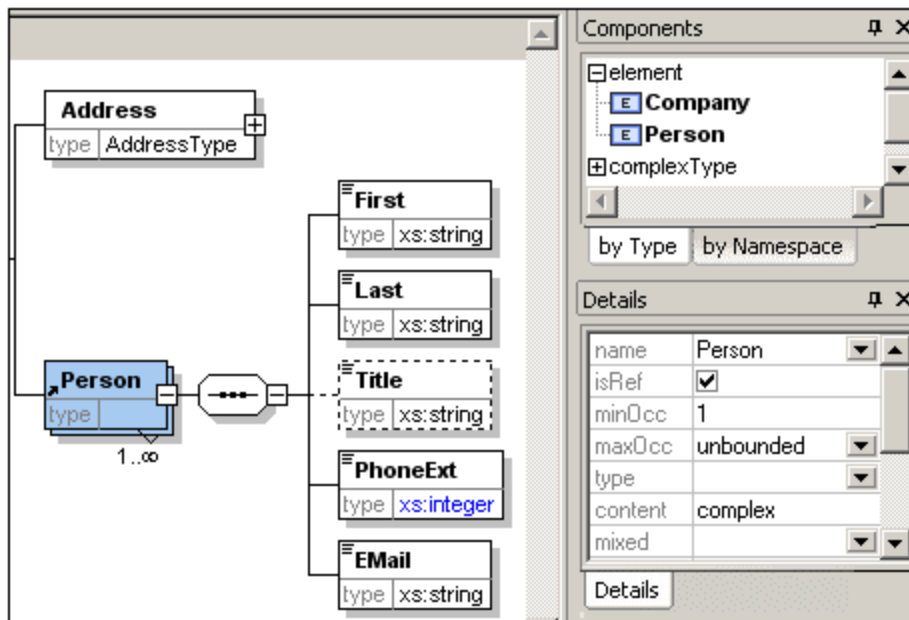 Address
type AddressType
First
type xs:string
Last
type xs:string
Person
type
1..∞
Title
type xs:string
PhoneExt
type xs:integer
EMail
type xs:string
Components
element
E Company
E Person
complexType
by Type by Namespace
Details
name Person
isRef
minOcc 1
maxOcc unbounded
type
content complex
mixed
Details